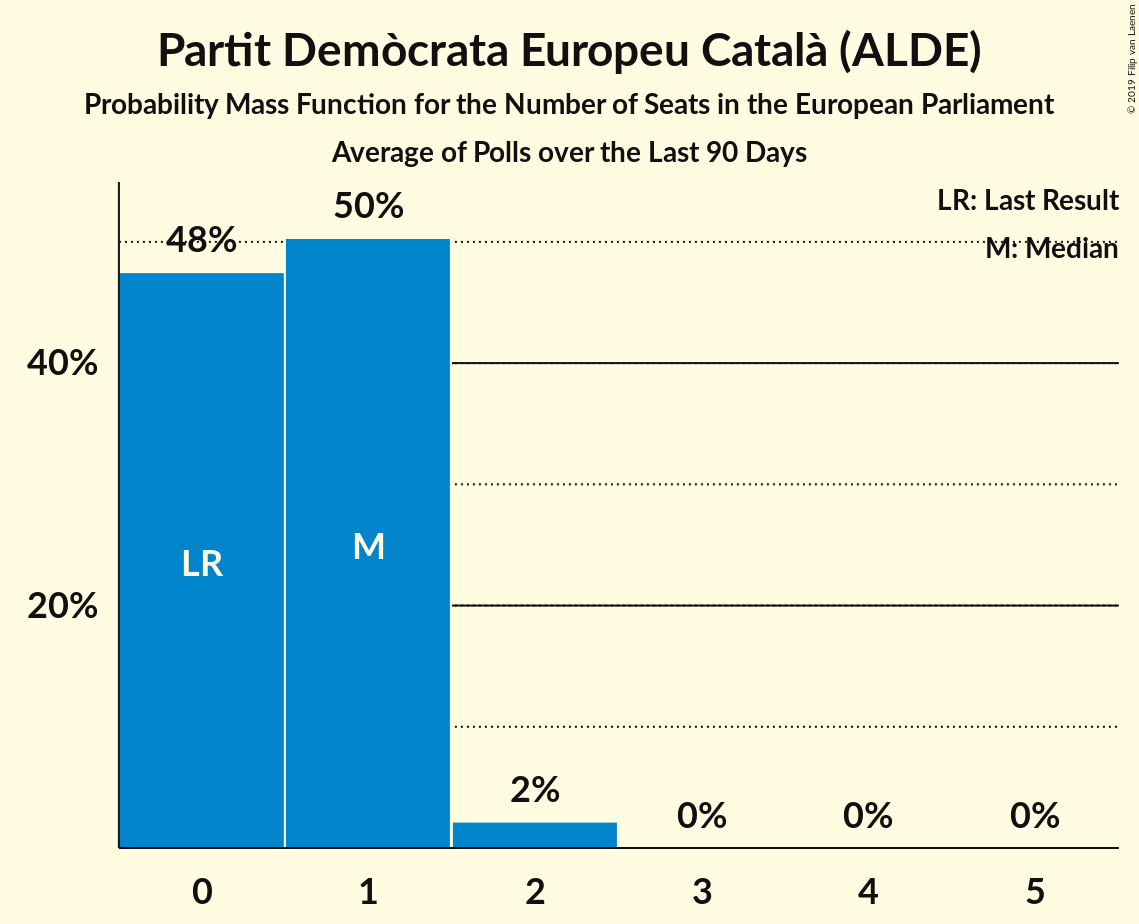 Partit Demòcrata Europeu Català (ALDE)
Probability Mass Function for the Number of Seats in the European Parliament
Average of Polls over the Last 90 Days
© 2019 Filip van Laenen
LR: Last Result
M: Median
48%
50%
40%
20%
LR
M
2%
0%
0%
0%
0
1
2
3
4
5